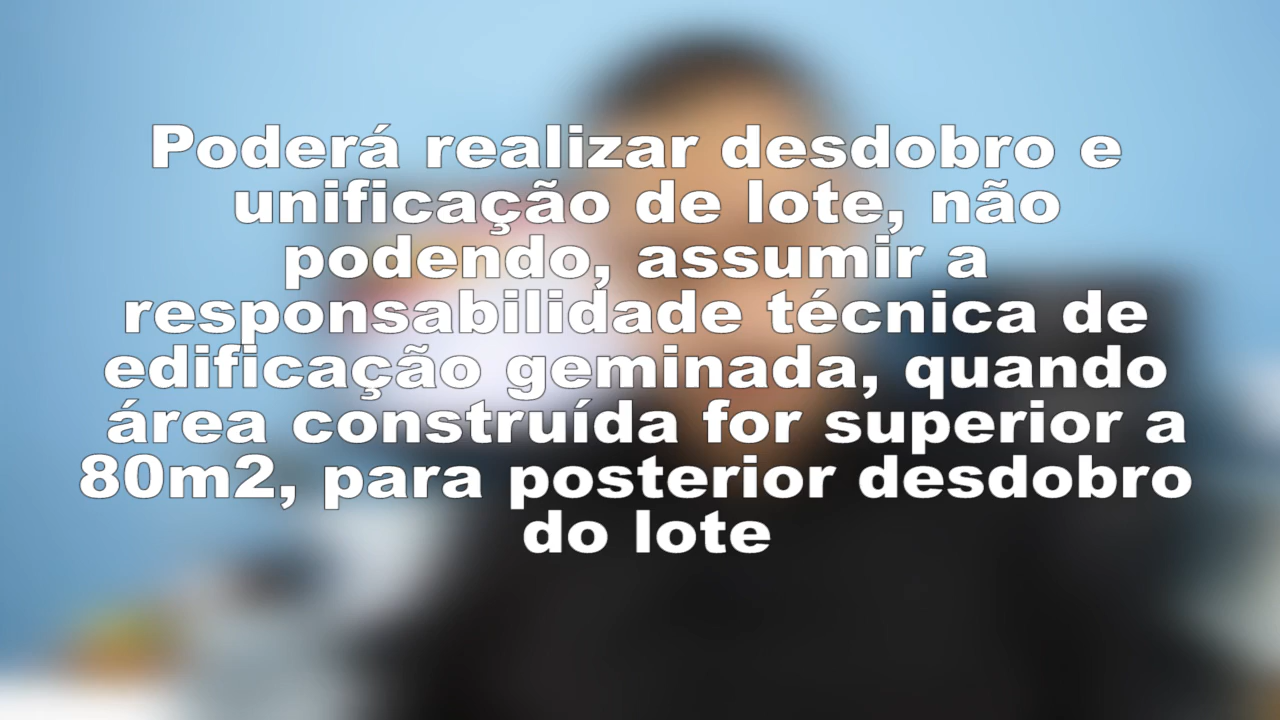 Poderá realizar desdobro e
unificação de lote, não
podendo, assumir a
responsabilidade técnica de
edificação geminada, quando
área construída for superior a
80m2, para posterior desdobro
do lote